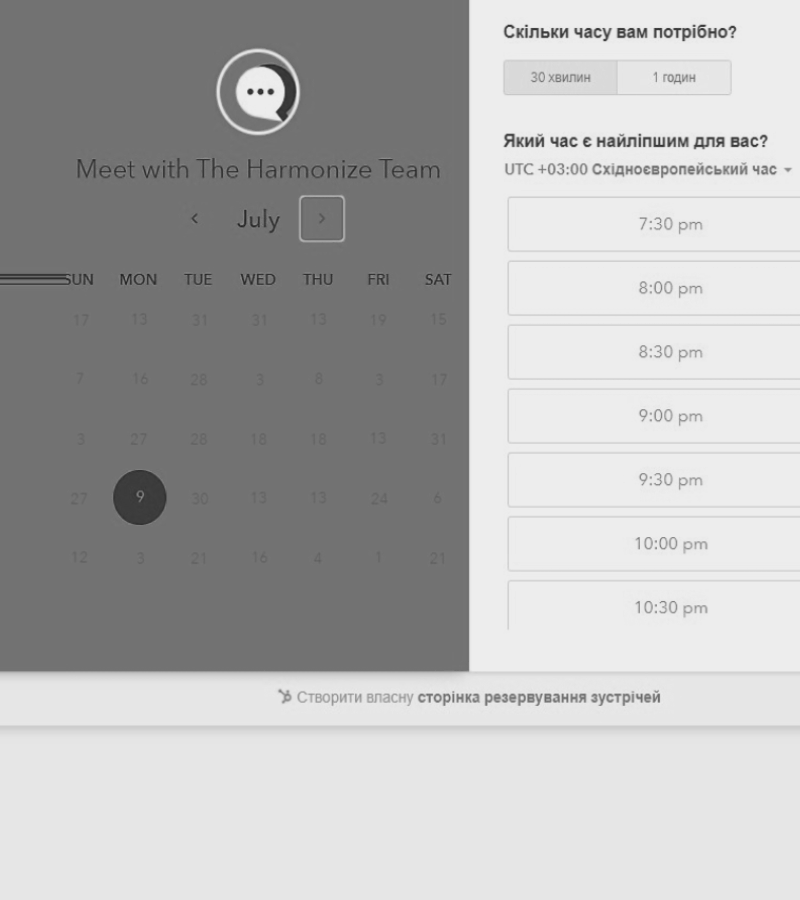 Meet with The Harmonize Team
July
SUN MON TUE WED THU FRI SAT
17 13 31 31 13 19 15
7 16 28 3 8 3 17
3 27 28 18 18 13 31
27 9 30 13 13 24 6
12 3 21 16 4 1 21
Скільки часу вам потрібно?
30 хвилин 1 годин
Який час є найліпшим для вас?
UTC +03:00 Східноєвропейський час
7:30 pm
8:00 pm
8:30 pm
9:00 pm
9:30 pm
10:00 pm
10:30 pm
Створити власну сторінка резервування зустрічей